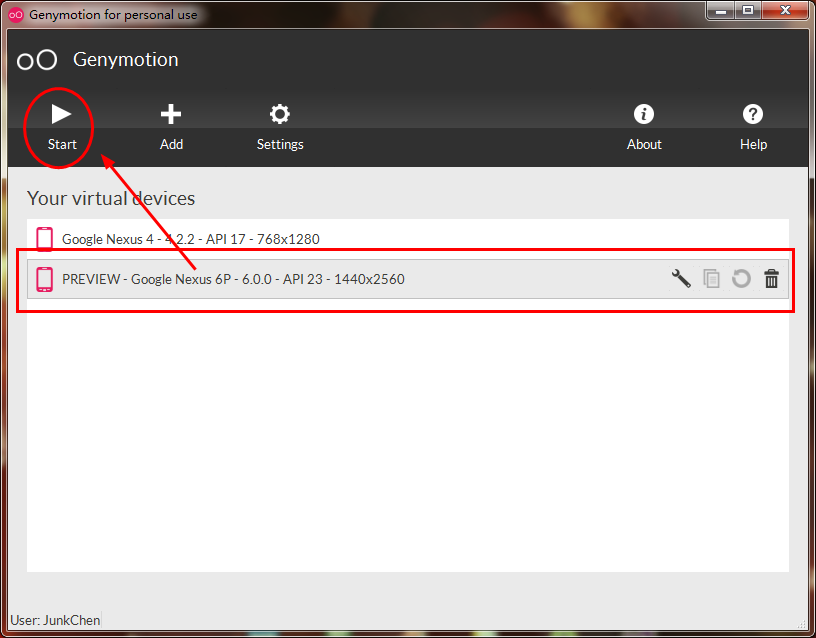 Genymotion for personal use
Genymotion
Start
Add
Settings
About
Help
Your virtual devices
Google Nexus 4 - 4.2.2 - API 17 - 768x1280
PREVIEW - Google Nexus 6P - 6.0.0 - API 23 - 1440x2560
User: JunkChen